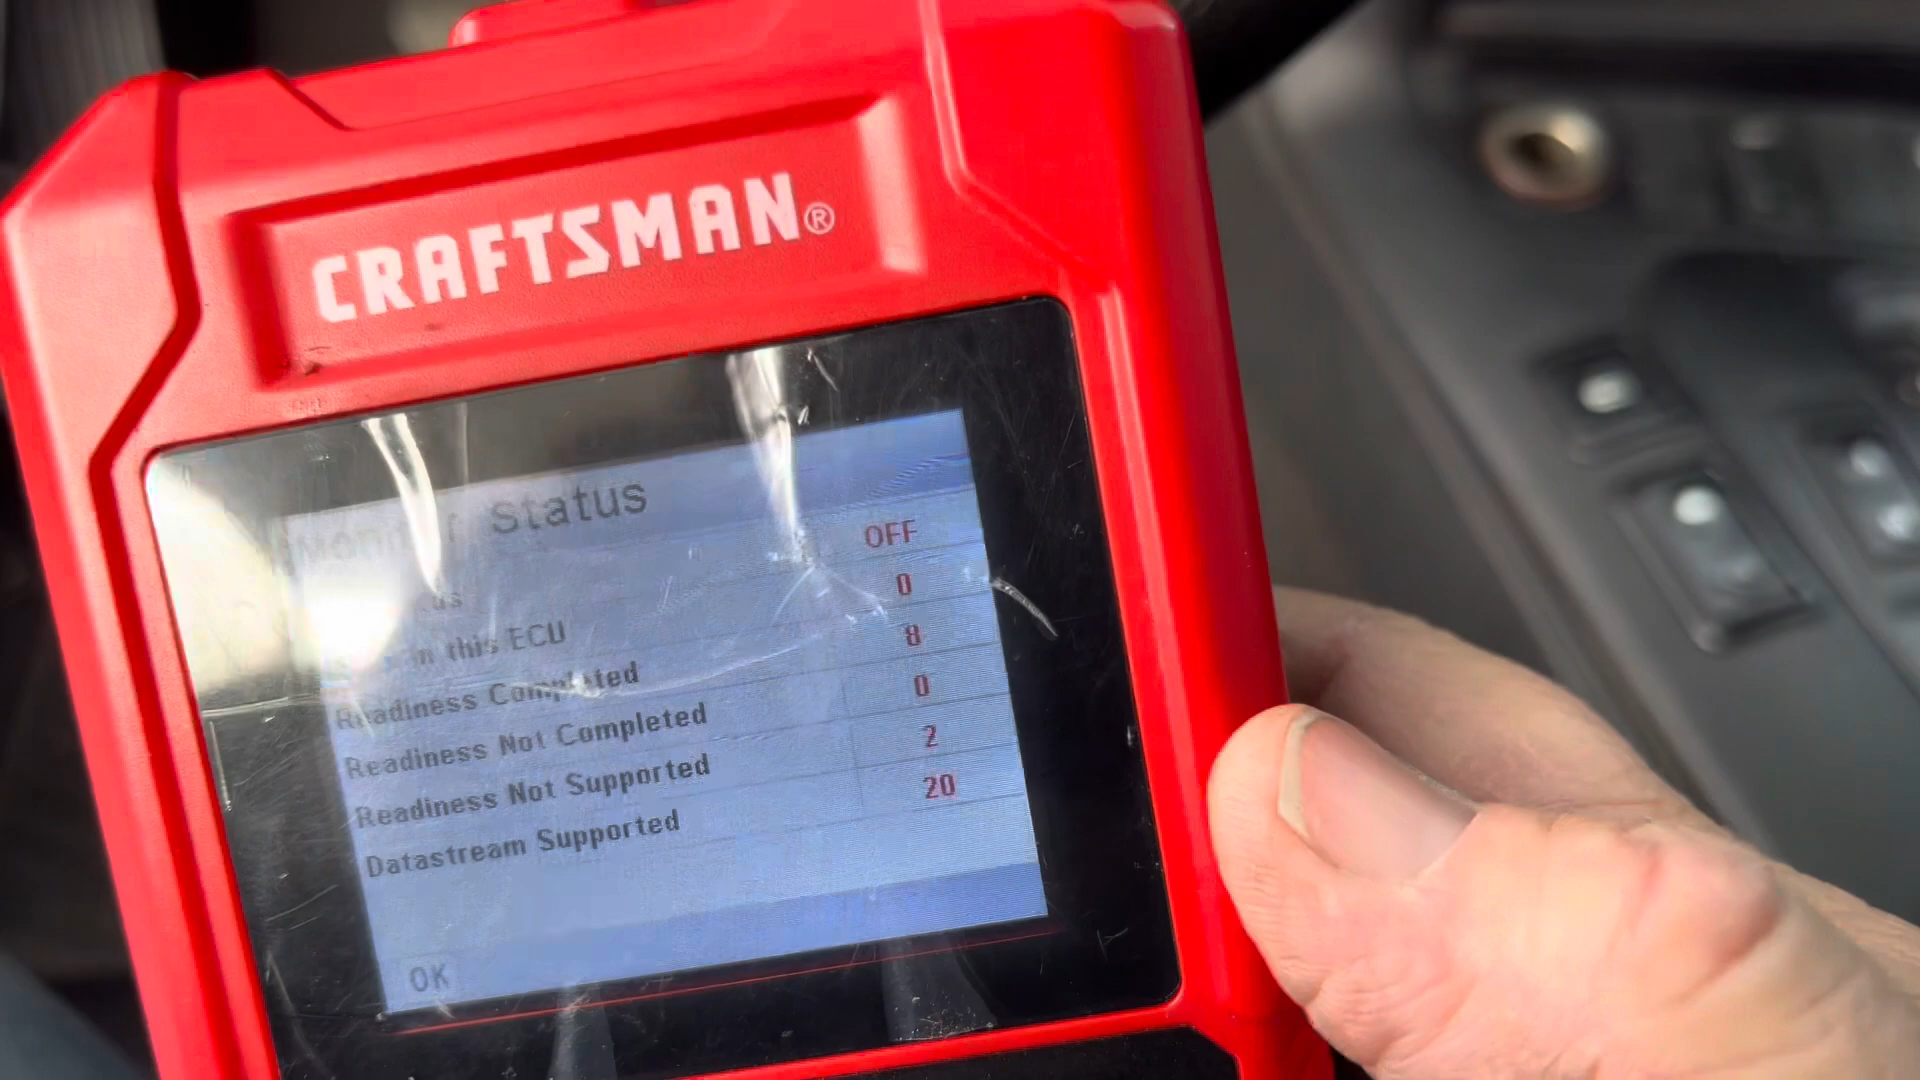 CRAFTSMAN®
Status
OFF
0
this ECU 8
Readiness Completed 0
Readiness Not Completed 2
Readiness Not Supported 20
Datastream Supported
OK